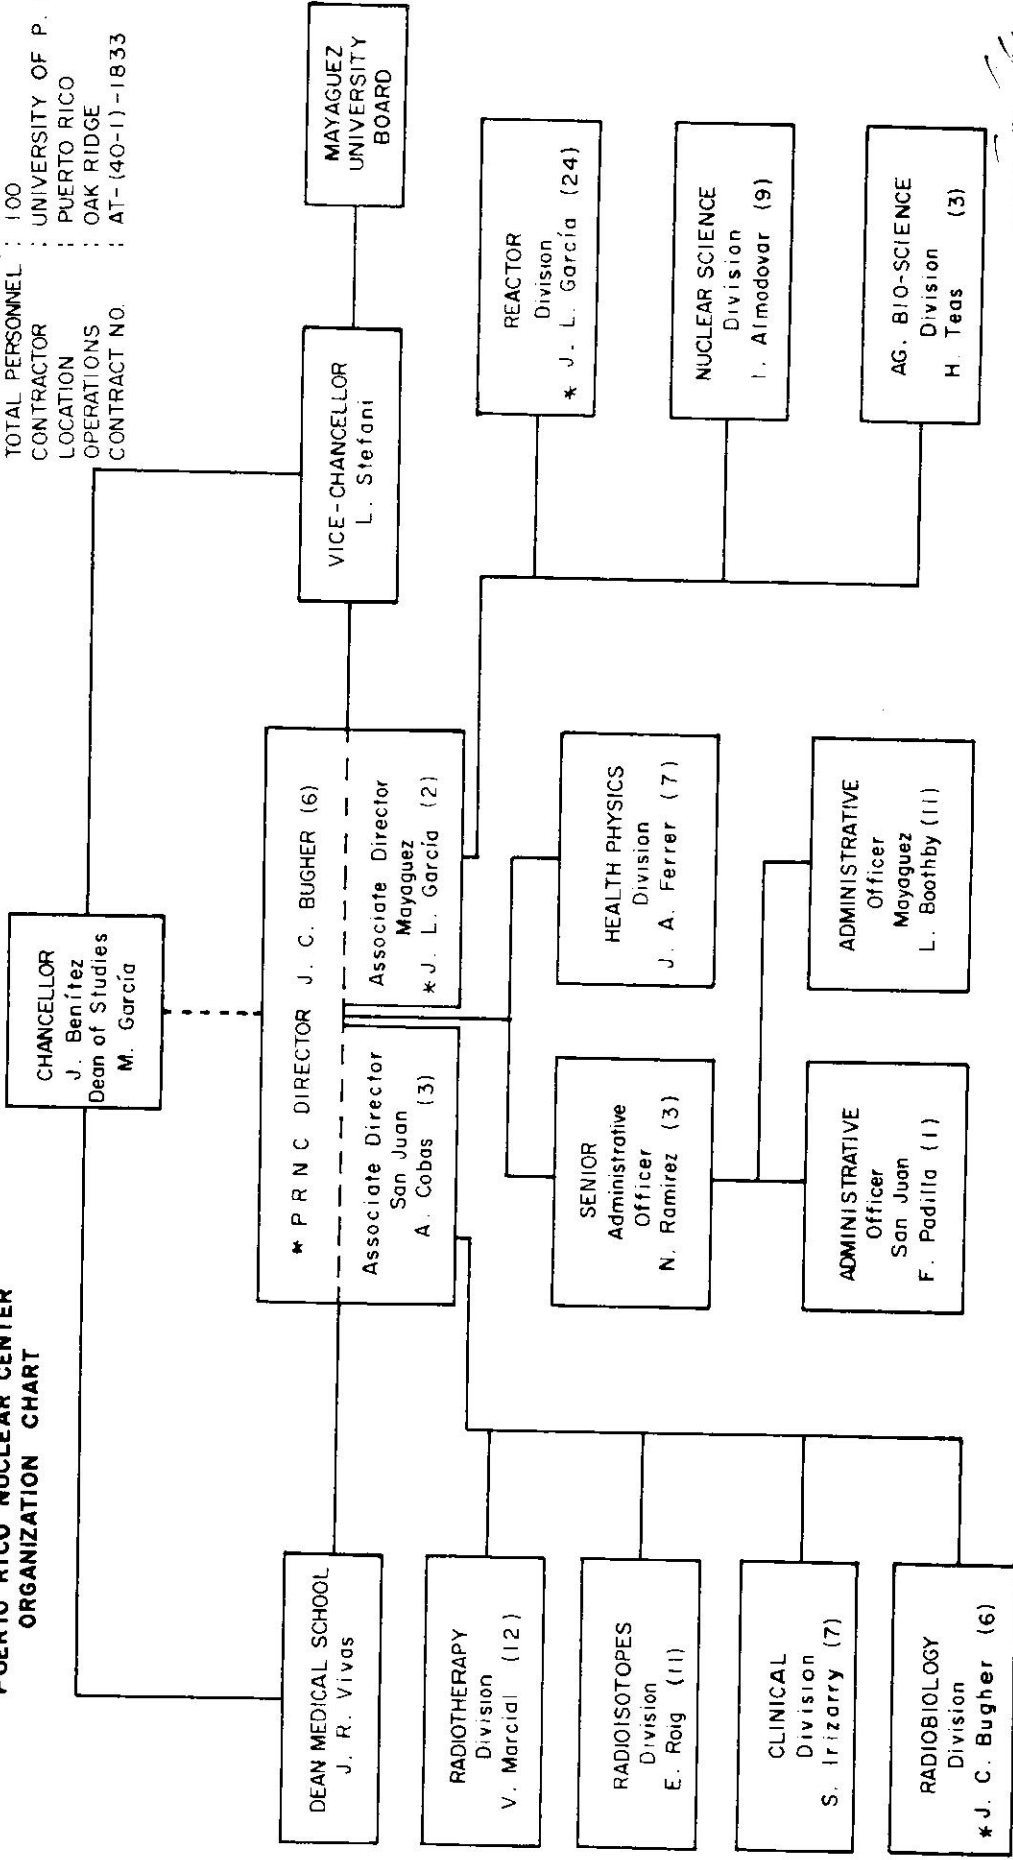 PUERTO RICO NUCLEAR CENTER
ORGANIZATION CHART
TOTAL PERSONNEL : 100
CONTRACTOR : UNIVERSITY OF P.
LOCATION : PUERTO RICO
OPERATIONS : OAK RIDGE
CONTRACT NO. : AT-(40-1)-1833
CHANCELLOR
J. Benítez
Dean of Studies
M. García
DEAN MEDICAL SCHOOL
J. R. Vivas
* P R N C DIRECTOR J. C. BUGHER (6)
Associate Director
San Juan
A. Cobas (3)
Associate Director
Mayaguez
* J. L. García (2)
VICE-CHANCELLOR
L. Stefani
MAYAGUEZ
UNIVERSITY
BOARD
RADIOTHERAPY
Division
V. Marcial (12)
RADIOISOTOPES
Division
E. Roig (11)
CLINICAL
Division
S. Irizarry (7)
RADIOBIOLOGY
Division
* J. C. Bugher (6)
SENIOR
Administrative
Officer
N. Ramirez (3)
HEALTH PHYSICS
Division
J. A. Ferrer (7)
ADMINISTRATIVE
Officer
San Juan
F. Padilla (1)
ADMINISTRATIVE
Officer
Mayaguez
L. Boothby (11)
REACTOR
Division
* J. L. García (24)
NUCLEAR SCIENCE
Division
I. Almodovar (9)
AG. BIO-SCIENCE
Division
H. Teas (3)